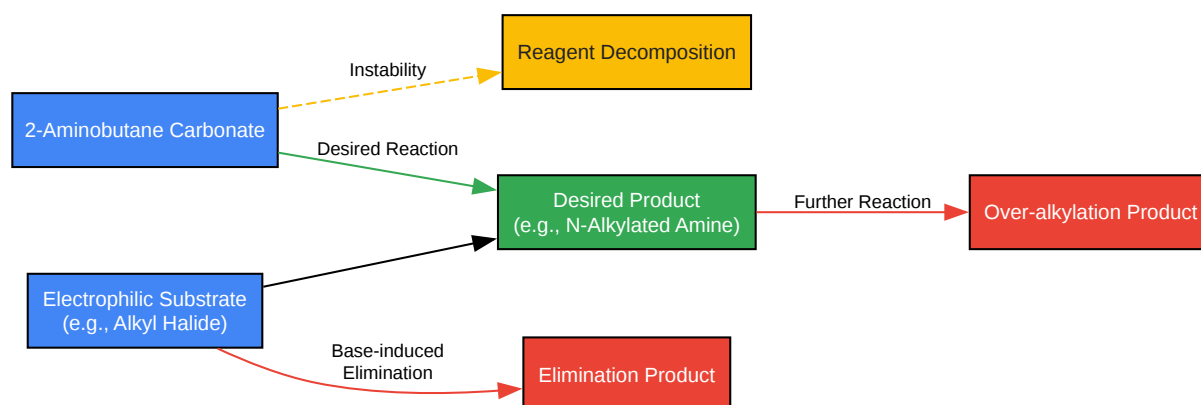 Reagent Decomposition
Instability
2-Aminobutane Carbonate
Desired Reaction
Desired Product
(e.g., N-Alkylated Amine)
Further Reaction
Over-alkylation Product
Electrophilic Substrate
(e.g., Alkyl Halide)
Base-induced
Elimination
Elimination Product